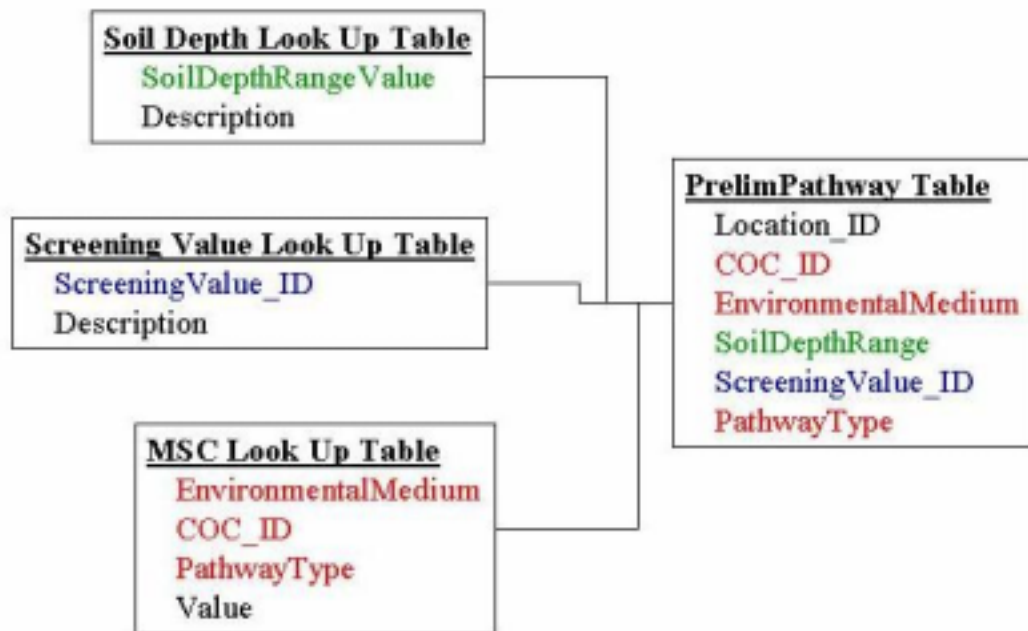 Soil Depth Look Up Table
SoilDepthRangeValue
Description
Screening Value Look Up Table
ScreeningValue_ID
Description
MSC Look Up Table
EnvironmentalMedium
COC_ID
PathwayType
Value
PrelimPathway Table
Location_ID
COC_ID
EnvironmentalMedium
SoilDepthRange
ScreeningValue_ID
PathwayType